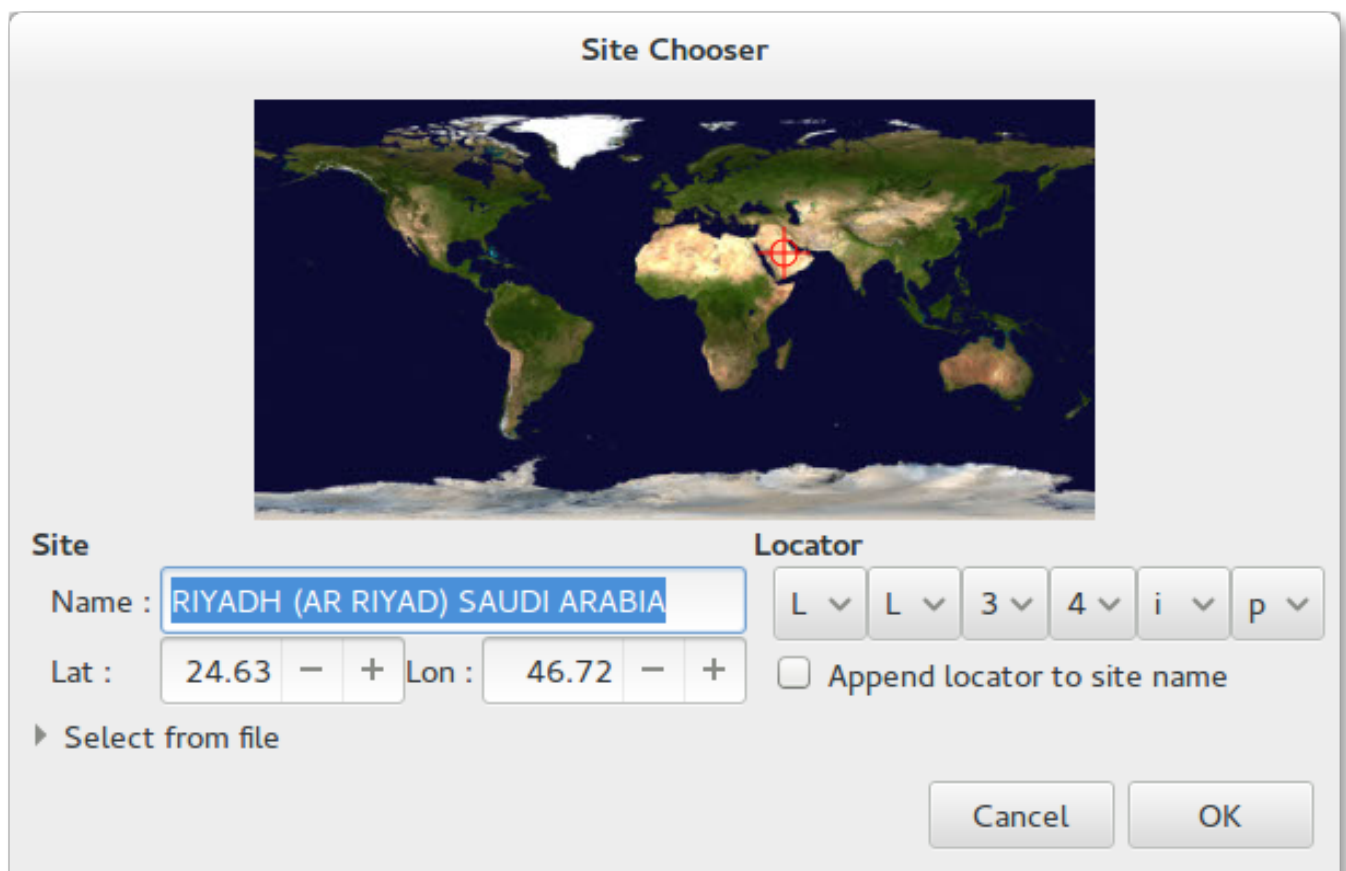 Site Chooser
Site
Name : RIYADH (AR RIYAD) SAUDI ARABIA
Lat : 24.63 − + Lon : 46.72 − +
Select from file
Locator
L L 3 4 i p
Append locator to site name
Cancel OK